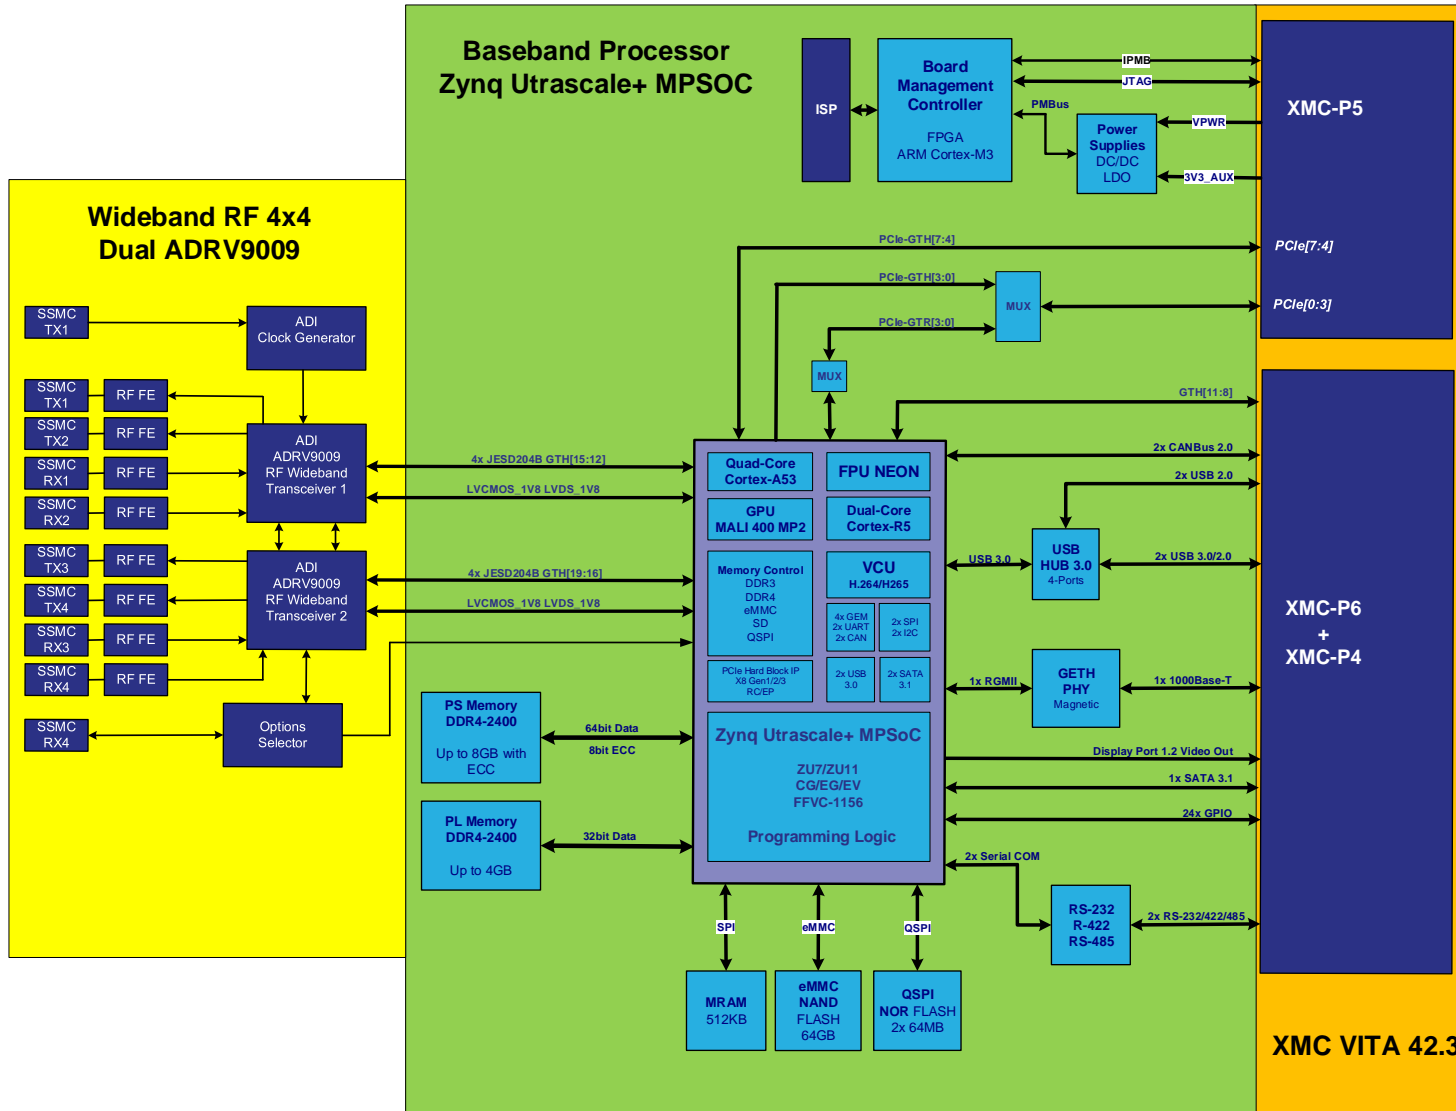 Baseband Processor
Zynq Utrascale+ MPSOC
ISP
Board
Management
Controller
FPGA
ARM Cortex-M3
IPMB
JTAG
PMBus
Power
Supplies
DC/DC
LDO
VPWR
3V3_AUX
XMC-P5
PCIe[7:4]
PCIe[0:3]
PCIe-GTH[7:4]
PCIe-GTH[3:0]
PCIe-GTR[3:0]
MUX
MUX
GTH[11:8]
Wideband RF 4x4
Dual ADRV9009
SSMC
TX1
ADI
Clock Generator
SSMC
TX1
RF FE
SSMC
TX2
RF FE
SSMC
RX1
RF FE
SSMC
RX2
RF FE
ADI
ADRV9009
RF Wideband
Transceiver 1
SSMC
TX3
RF FE
SSMC
TX4
RF FE
SSMC
RX3
RF FE
SSMC
RX4
RF FE
ADI
ADRV9009
RF Wideband
Transceiver 2
SSMC
RX4
Options
Selector
4x JESD204B GTH[15:12]
LVCMOS_1V8 LVDS_1V8
4x JESD204B GTH[19:16]
LVCMOS_1V8 LVDS_1V8
Quad-Core
Cortex-A53
FPU NEON
GPU
MALI 400 MP2
Dual-Core
Cortex-R5
Memory Control
DDR3
DDR4
eMMC
SD
QSPI
VCU
H.264/H265
4x GEM
2x UART
2x CAN
2x SPI
2x I2C
PCIe Hard Block IP
X8 Gen1/2/3
RC/EP
2x USB
3.0
2x SATA
3.1
Zynq Utrascale+ MPSoC
ZU7/ZU11
CG/EG/EV
FFVC-1156
Programming Logic
PS Memory
DDR4-2400
Up to 8GB with
ECC
64bit Data
8bit ECC
PL Memory
DDR4-2400
Up to 4GB
32bit Data
SPI
eMMC
QSPI
MRAM
512KB
eMMC
NAND
FLASH
64GB
QSPI
NOR FLASH
2x 64MB
2x CANBus 2.0
2x USB 2.0
USB 3.0
USB
HUB 3.0
4-Ports
2x USB 3.0/2.0
1x RGMII
GETH
PHY
Magnetic
1x 1000Base-T
Display Port 1.2 Video Out
1x SATA 3.1
24x GPIO
2x Serial COM
RS-232
R-422
RS-485
2x RS-232/422/485
XMC-P6
+
XMC-P4
XMC VITA 42.3